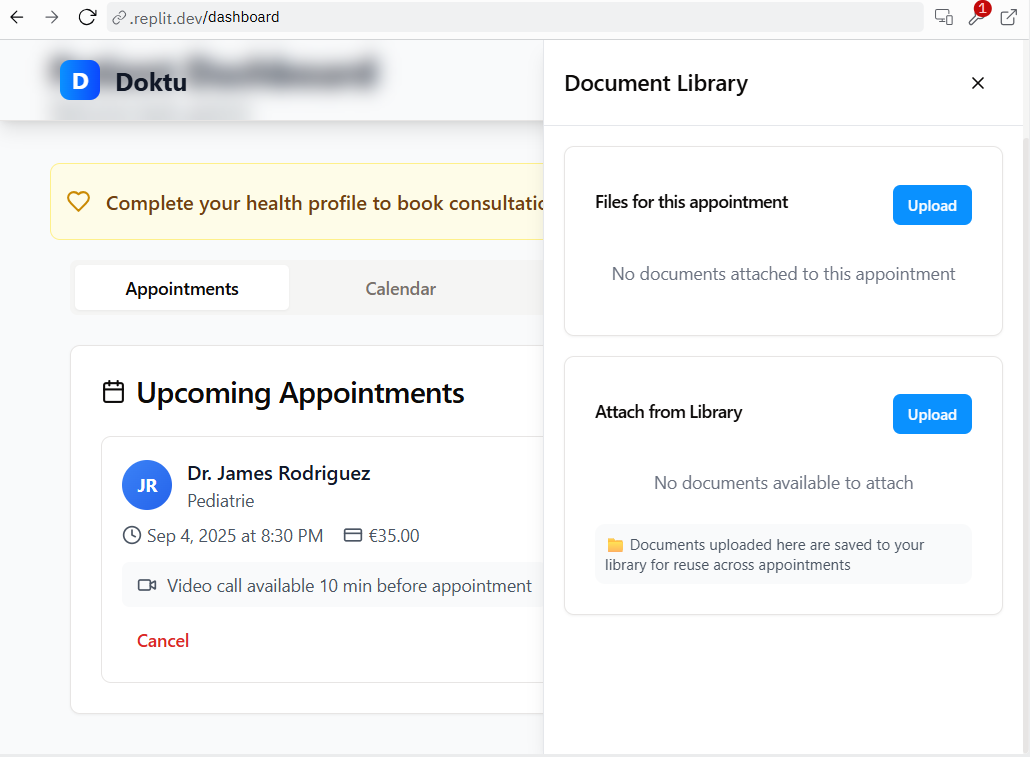 .replit.dev/dashboard
1
D
Doktu
Document Library
Files for this appointment
Upload
No documents attached to this appointment
Attach from Library
Upload
No documents available to attach
Documents uploaded here are saved to your
library for reuse across appointments
Complete your health profile to book consultatio
Appointments
Calendar
Upcoming Appointments
JR
Dr. James Rodriguez
Pediatrie
Sep 4, 2025 at 8:30 PM €35.00
Video call available 10 min before appointment
Cancel